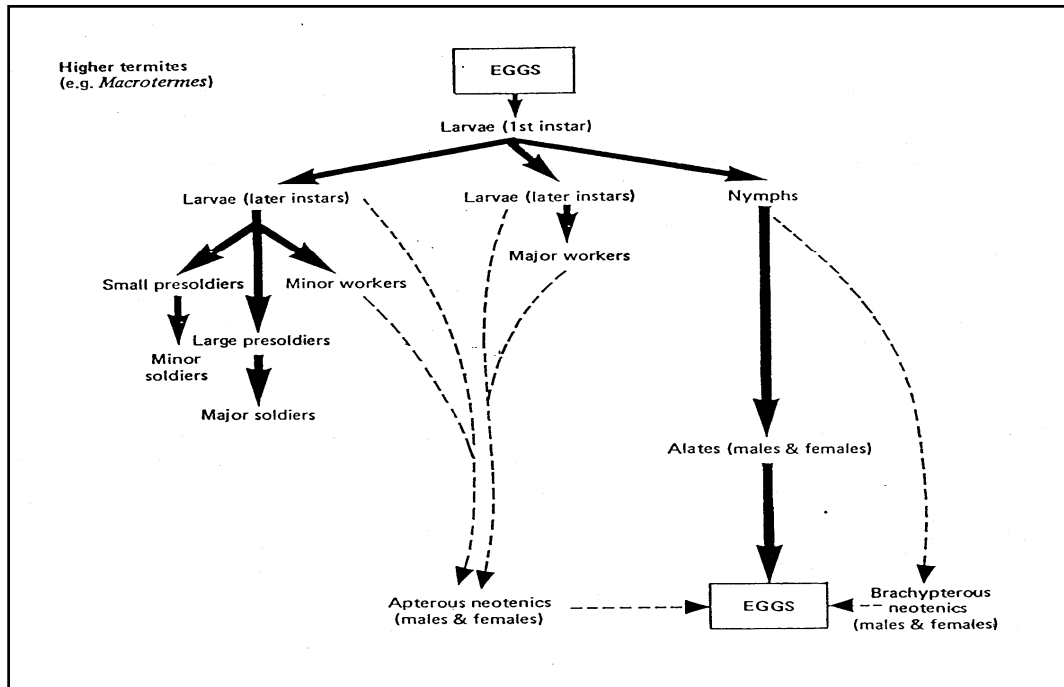 Higher termites
(e.g. Macrotermes)
EGGS
Larvae (1st instar)
Larvae (later instars)
Larvae (later instars)
Nymphs
Major workers
Small presoldiers
Minor workers
Large presoldiers
Minor
soldiers
Major soldiers
Alates (males & females)
Apterous neotenics
(males & females)
EGGS
Brachypterous
neotenics
(males & females)